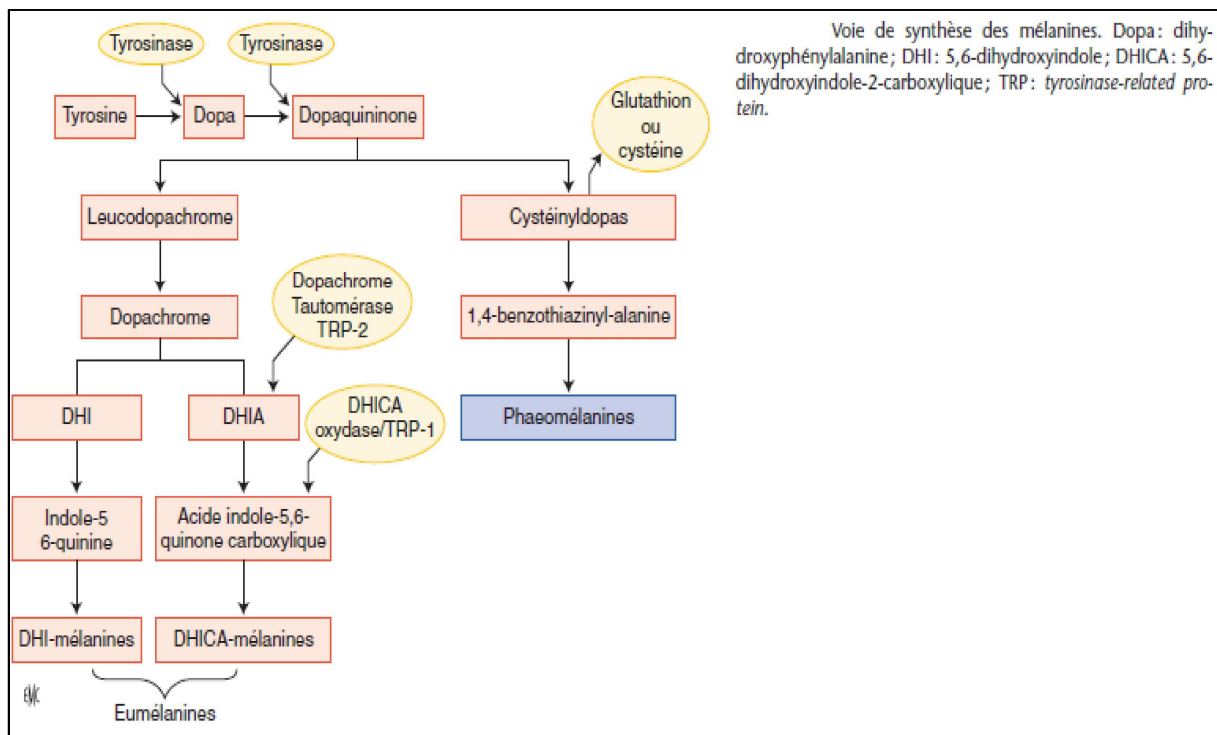 Tyrosinase
Tyrosinase
Voie de synthèse des mélanines. Dopa : dihy-
droxyphénylalanine ; DHI : 5,6-dihydroxyindole ; DHICA : 5,6-
dihydroxyindole-2-carboxylique ; TRP : tyrosinase-related pro-
tein.
Glutathion
ou
cystéine
Tyrosine
Dopa
Dopaquininone
Leucodopachrome
Cystéinyldopas
Dopachrome
Tautomérase
TRP-2
Dopachrome
1,4-benzothiazinyl-alanine
DHI
DHIA
DHICA
oxydase/TRP-1
Phaeomélanines
Indole-5
6-quinine
Acide indole-5,6-
quinone carboxylique
DHI-mélanines
DHICA-mélanines
EMC
Eumélanines